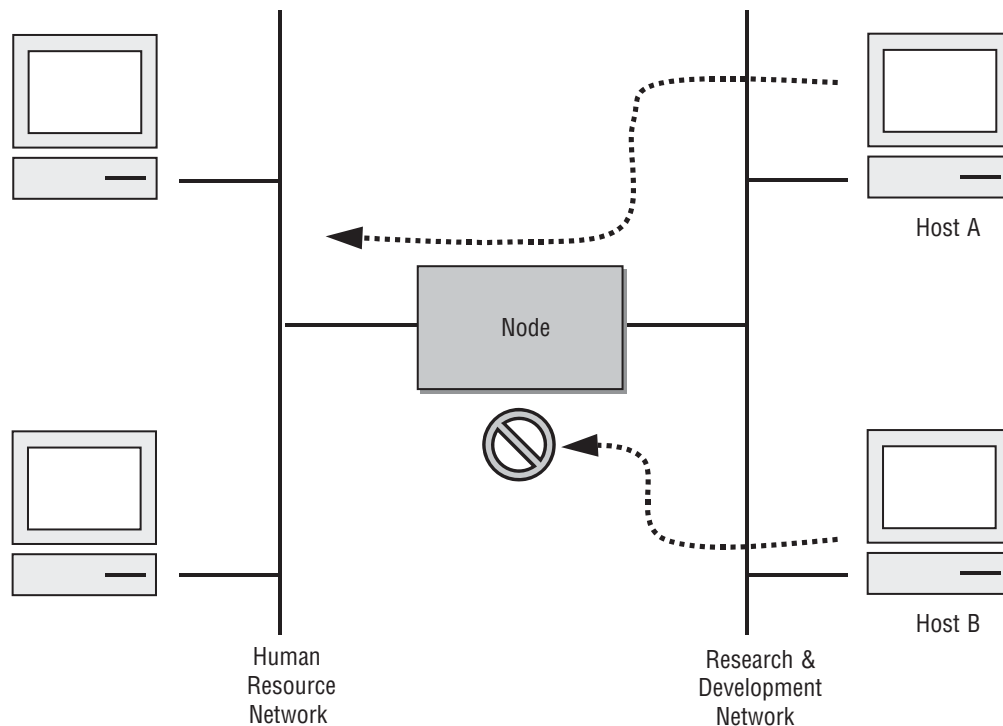 Host A
Node
Host B
Human
Resource
Network
Research &
Development
Network